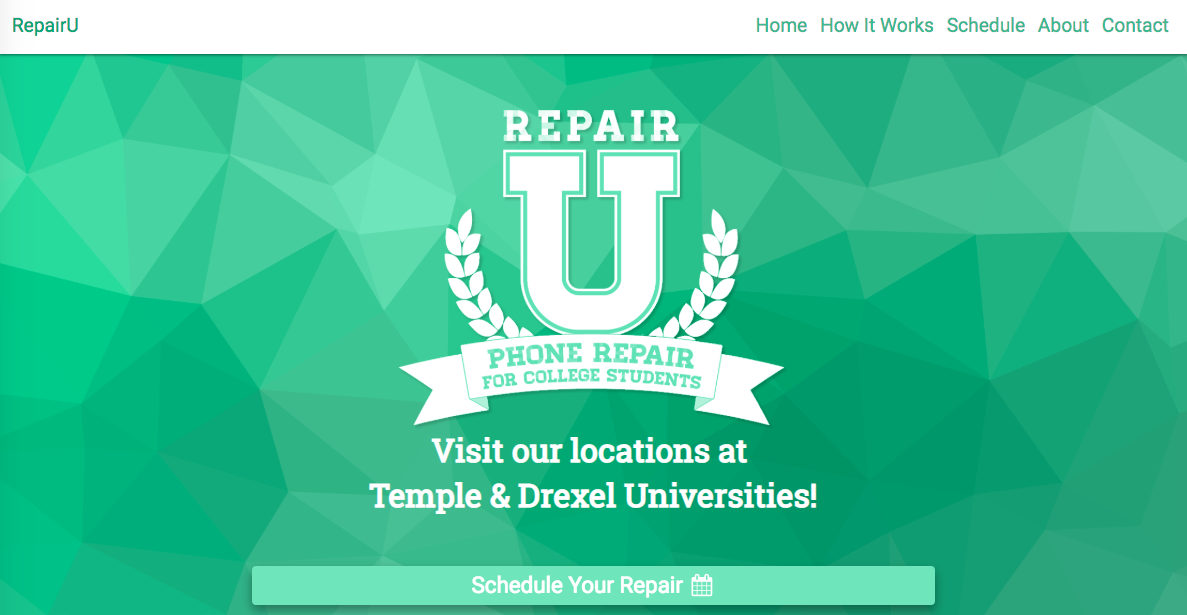 RepairU
Home How It Works Schedule About Contact
REPAIR
U
PHONE REPAIR
FOR COLLEGE STUDENTS
Visit our locations at
Temple & Drexel Universities!
Schedule Your Repair